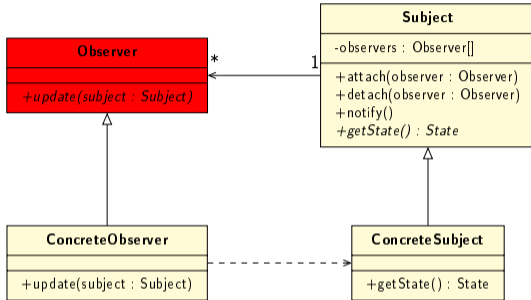 Observer
+update(subject : Subject)
*
1
Subject
-observers : Observer[]
+attach(observer : Observer)
+detach(observer : Observer)
+notify()
+getState() : State
ConcreteObserver
+update(subject : Subject)
ConcreteSubject
+getState() : State